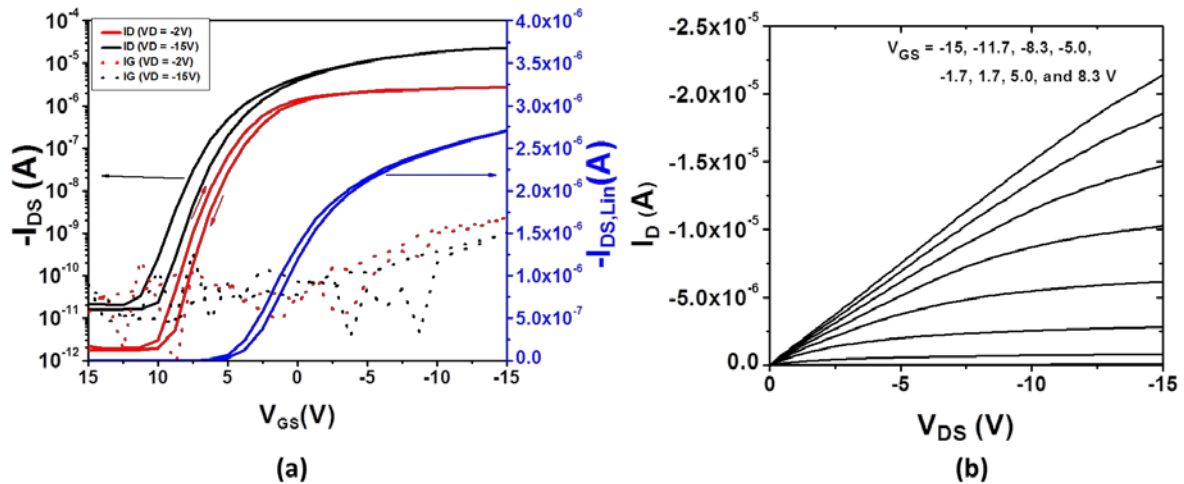 ID (VD = -2V)
ID (VD = -15V)
IG (VD = -2V)
IG (VD = -15V)
-I_DS (A)
10^-4
10^-5
10^-6
10^-7
10^-8
10^-9
10^-10
10^-11
10^-12
15 10 5 0 -5 -10 -15
V_GS(V)
4.0x10^-6
3.5x10^-6
3.0x10^-6
2.5x10^-6
2.0x10^-6
1.5x10^-6
1.0x10^-6
5.0x10^-7
0.0
-I_DS,Lin(A)
(a)
V_GS = -15, -11.7, -8.3, -5.0,
-1.7, 1.7, 5.0, and 8.3 V
I_D (A)
-2.5x10^-5
-2.0x10^-5
-1.5x10^-5
-1.0x10^-5
-5.0x10^-6
0.0
0 -5 -10 -15
V_DS (V)
(b)